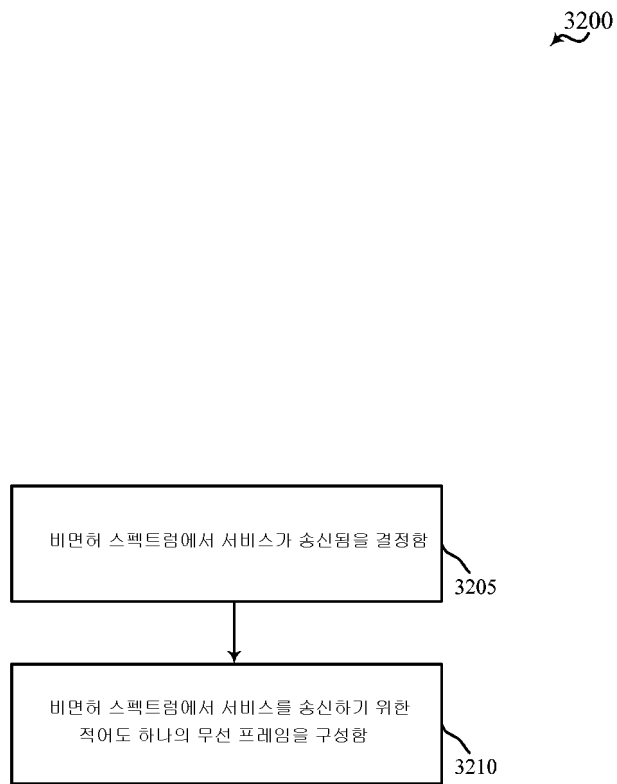 3200
비면허 스펙트럼에서 서비스가 송신됨을 결정함
3205
비면허 스펙트럼에서 서비스를 송신하기 위한
적어도 하나의 무선 프레임을 구성함
3210